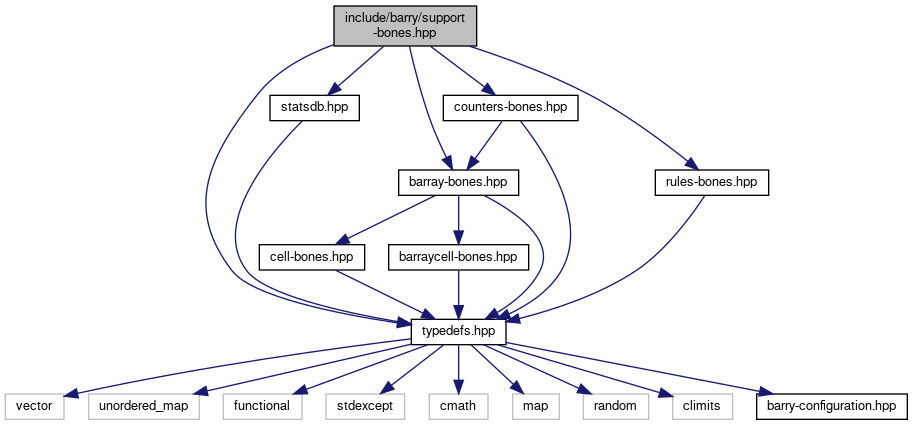 include/barry/support
-bones.hpp
statsdb.hpp
counters-bones.hpp
barray-bones.hpp
rules-bones.hpp
cell-bones.hpp
barraycell-bones.hpp
typedefs.hpp
vector
unordered_map
functional
stdexcept
cmath
map
random
climits
barry-configuration.hpp